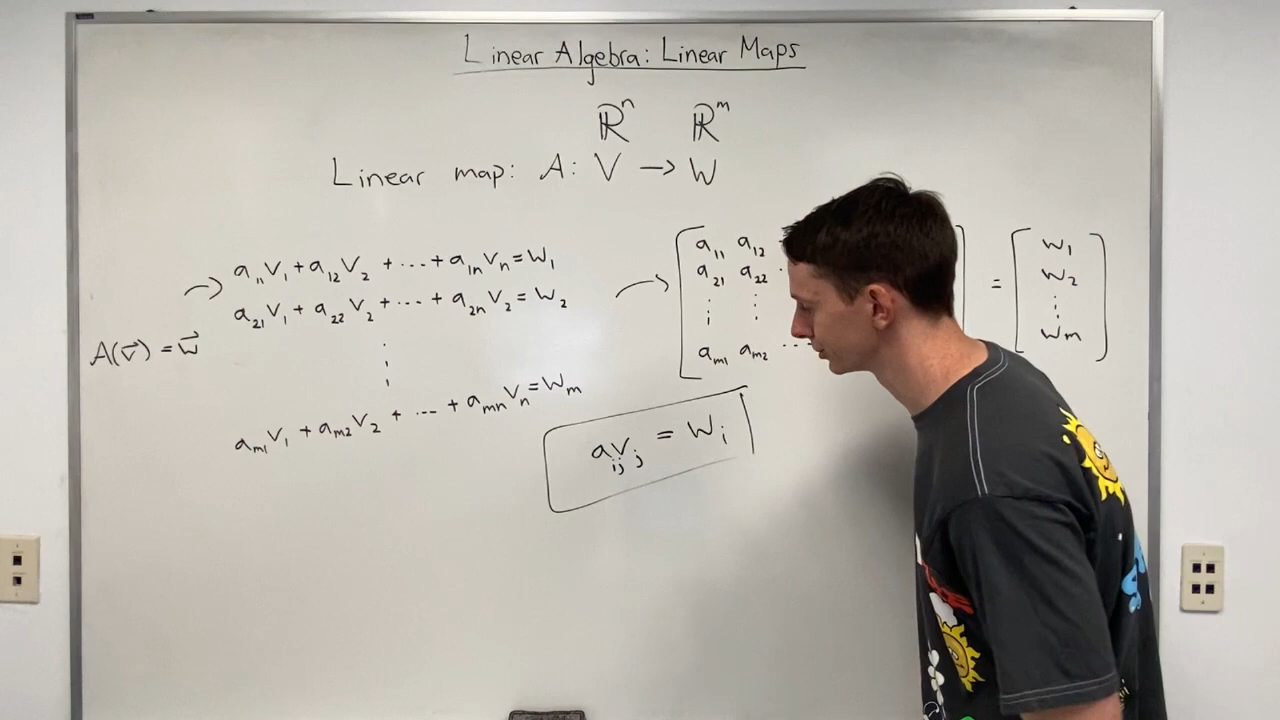 Linear Algebra: Linear Maps
ℝⁿ ℝᵐ
Linear map: A: V → W
a₁₁v₁ + a₁₂v₂ + ... + a₁ₙvₙ = w₁
a₂₁v₁ + a₂₂v₂ + ... + a₂ₙv₂ = w₂
⋮
aₘ₁v₁ + aₘ₂v₂ + ... + aₘₙvₙ = wₘ
A(v⃗) = w⃗
a₁₁ a₁₂
a₂₁ a₂₂ ·
⋮ ⋮
aₘ₁ aₘ₂ ...
=
w₁
w₂
⋮
wₘ
aᵢⱼvⱼ = wᵢ